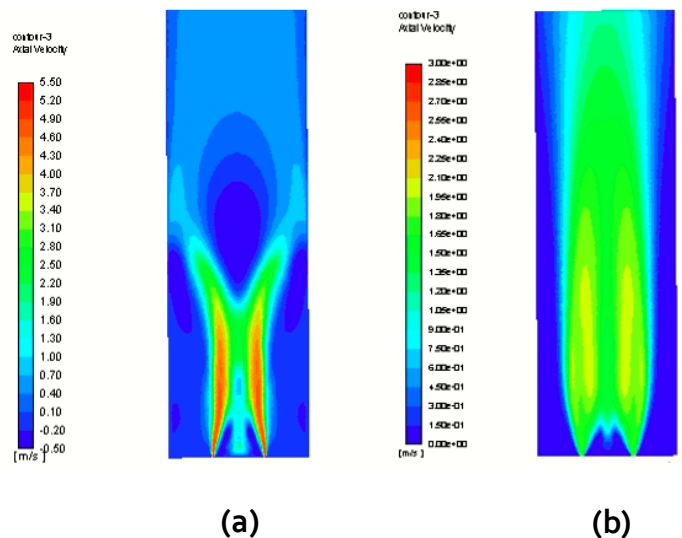 contour-3
Axial Velocity
5.50
5.20
4.90
4.60
4.30
4.00
3.70
3.40
3.10
2.80
2.50
2.20
1.90
1.60
1.30
1.00
0.70
0.40
0.10
-0.20
-0.50
[m/s ]
contour-3
Axial Velocity
3.00e+00
2.85e+00
2.70e+00
2.55e+00
2.40e+00
2.25e+00
2.10e+00
1.95e+00
1.80e+00
1.65e+00
1.50e+00
1.35e+00
1.20e+00
1.05e+00
9.00e-01
7.50e-01
6.00e-01
4.50e-01
3.00e-01
1.50e-01
0.00e+00
[m/s ]
(a)
(b)